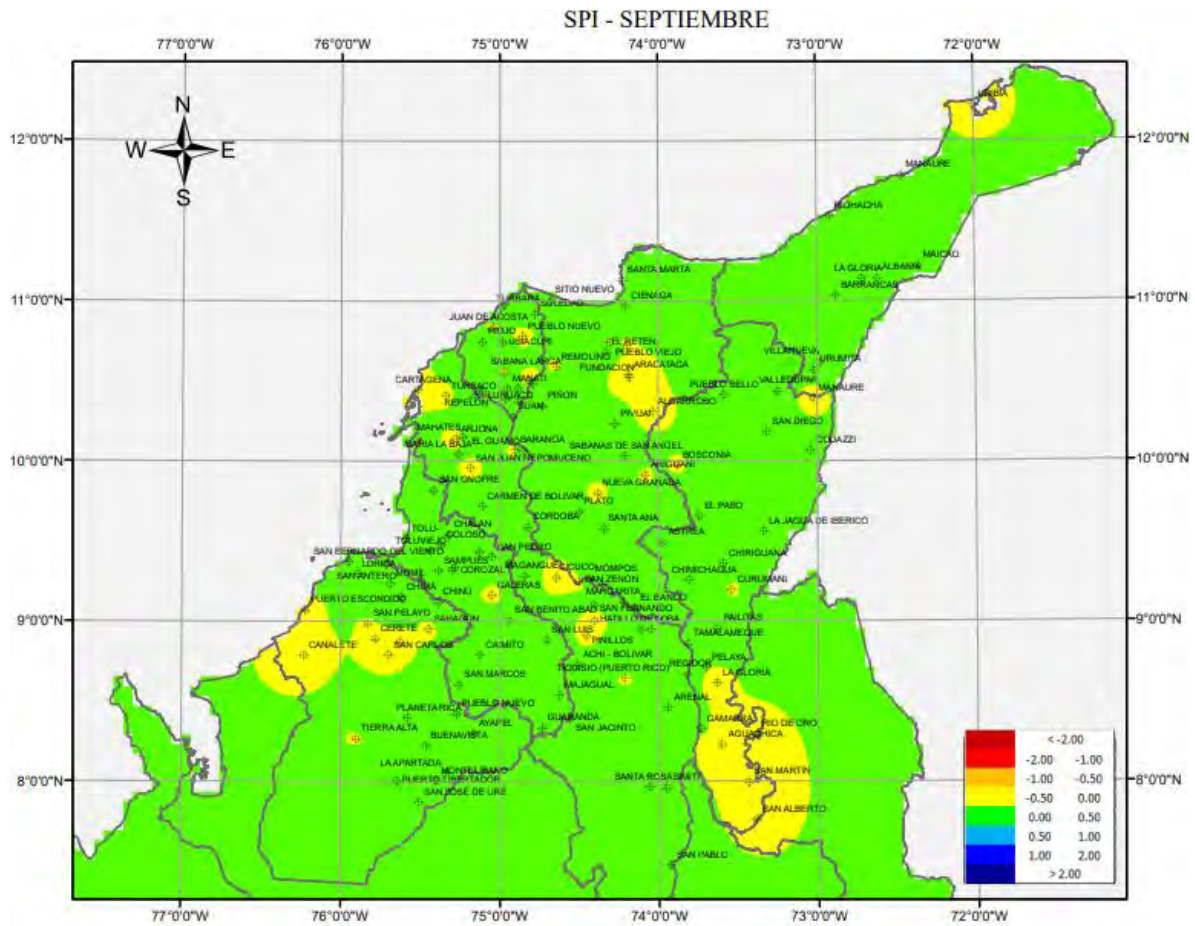 SPI - SEPTIEMBRE
77°0'0"W 76°0'0"W 75°0'0"W 74°0'0"W 73°0'0"W 72°0'0"W
N
W E
S
12°0'0"N 12°0'0"N
MANAURE
MAICAO
LA GLORIA ALBANIA
BARRANCAS
SANTA MARTA
SITIO NUEVO
CIENAGA
11°0'0"N 11°0'0"N
JUAN DE ACOSTA
PIOJO PUEBLO NUEVO
USIACURI EL RETEN
VILLANUEVA
URUMITA
PUEBLO VIEJO
SABANA LARGA REMOLINO
FUNDACION ARACATACA
CARTAGENA TURBACO MANATI
PUEBLO BELLO VALLEDUPAR MANAURE
REPELON LURUACO PIÑON
SUAN ALGARROBO
PIVIJAI
SAN DIEGO
MAHATES ARJONA
MARIA LA BAJA EL GUAMO BARANOA
SABANAS DE SAN ANGEL CODAZZI
10°0'0"N 10°0'0"N
SAN JUAN NEPOMUCENO BOSCONIA
ARIGUANI
SAN ONOFRE NUEVA GRANADA
CARMEN DE BOLIVAR PLATO
EL PASO
CORDOBA SANTA ANA
LA JAGUA DE IBERICO
TOLU- CHALAN
TOLUVIEJO COLOSO
ASTREA
SAN BERNARDO DEL VIENTO SAN PEDRO
LORICA SAMPUES MAGANGUE CICUCO MOMPOS
CHIRIGUANA
SAN ANTERO MOMIL COROZAL SAN ZENON
CHIMICHAGUA
CHIMA CHINU GALERAS MARGARITA
CURUMANI
PUERTO ESCONDIDO EL BANCO
SAN PELAYO SAHAGUN SAN BENITO ABAD SAN FERNANDO
HATILLO DE LOBA PAILITAS
9°0'0"N 9°0'0"N
CERETE SAN LUIS TAMALAMEQUE
CANALETE SAN CARLOS CAIMITO PINILLOS
ACHI - BOLIVAR PELAYA
TIQUISIO (PUERTO RICO) REGIDOR
LA GLORIA
SAN MARCOS MAJAGUAL
ARENAL
PLANETA RICA PUEBLO NUEVO
GUARANDA GAMARRA RIO DE ORO
TIERRA ALTA AYAPEL SAN JACINTO
BUENAVISTA AGUACHICA
LA APARTADA
MONTELIBANO
8°0'0"N 8°0'0"N
PUERTO LIBERTADOR SANTA ROSA SAN MARTIN
SAN JOSE DE URE
SAN ALBERTO
SAN PABLO
< -2.00
-2.00 -1.00
-1.00 -0.50
-0.50 0.00
0.00 0.50
0.50 1.00
1.00 2.00
> 2.00
77°0'0"W 76°0'0"W 75°0'0"W 74°0'0"W 73°0'0"W 72°0'0"W